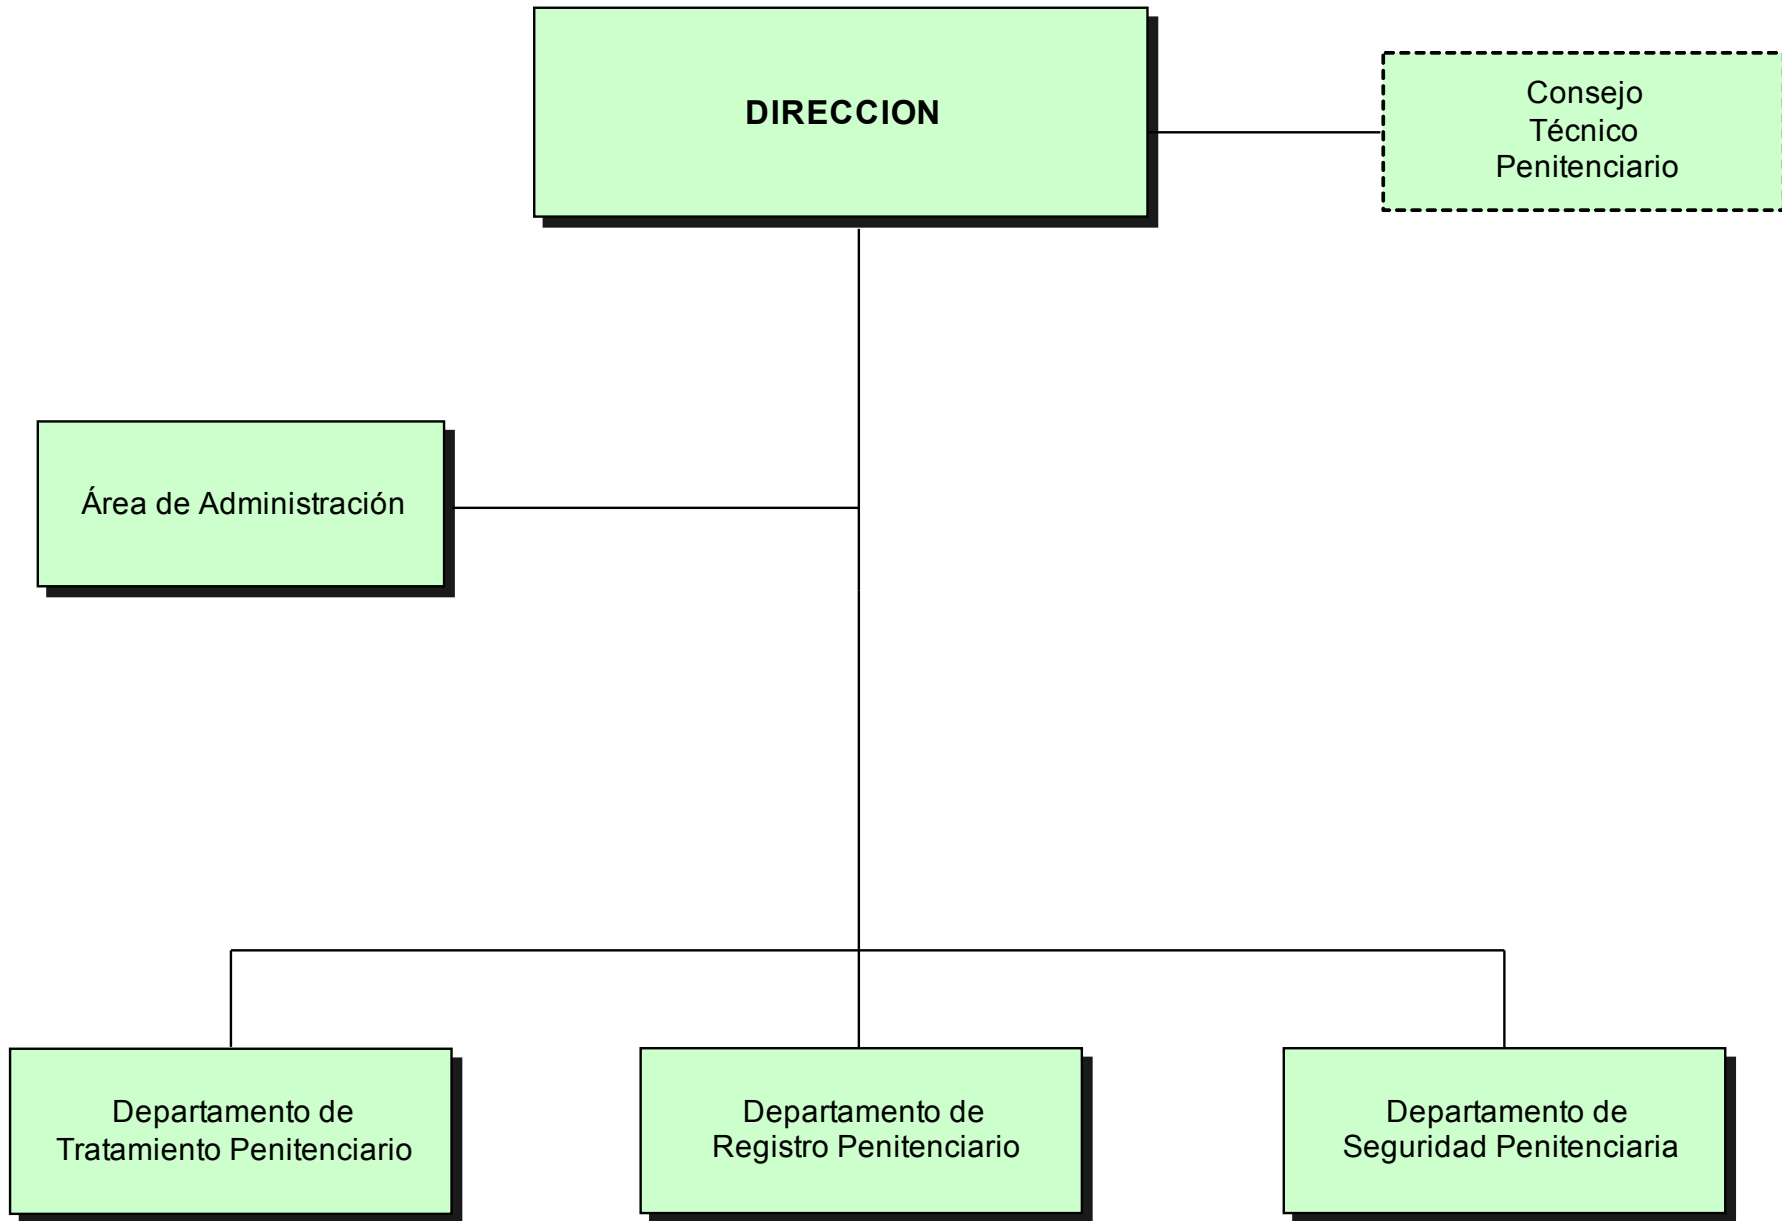 DIRECCION
Consejo
Técnico
Penitenciario
Área de Administración
Departamento de
Tratamiento Penitenciario
Departamento de
Registro Penitenciario
Departamento de
Seguridad Penitenciaria